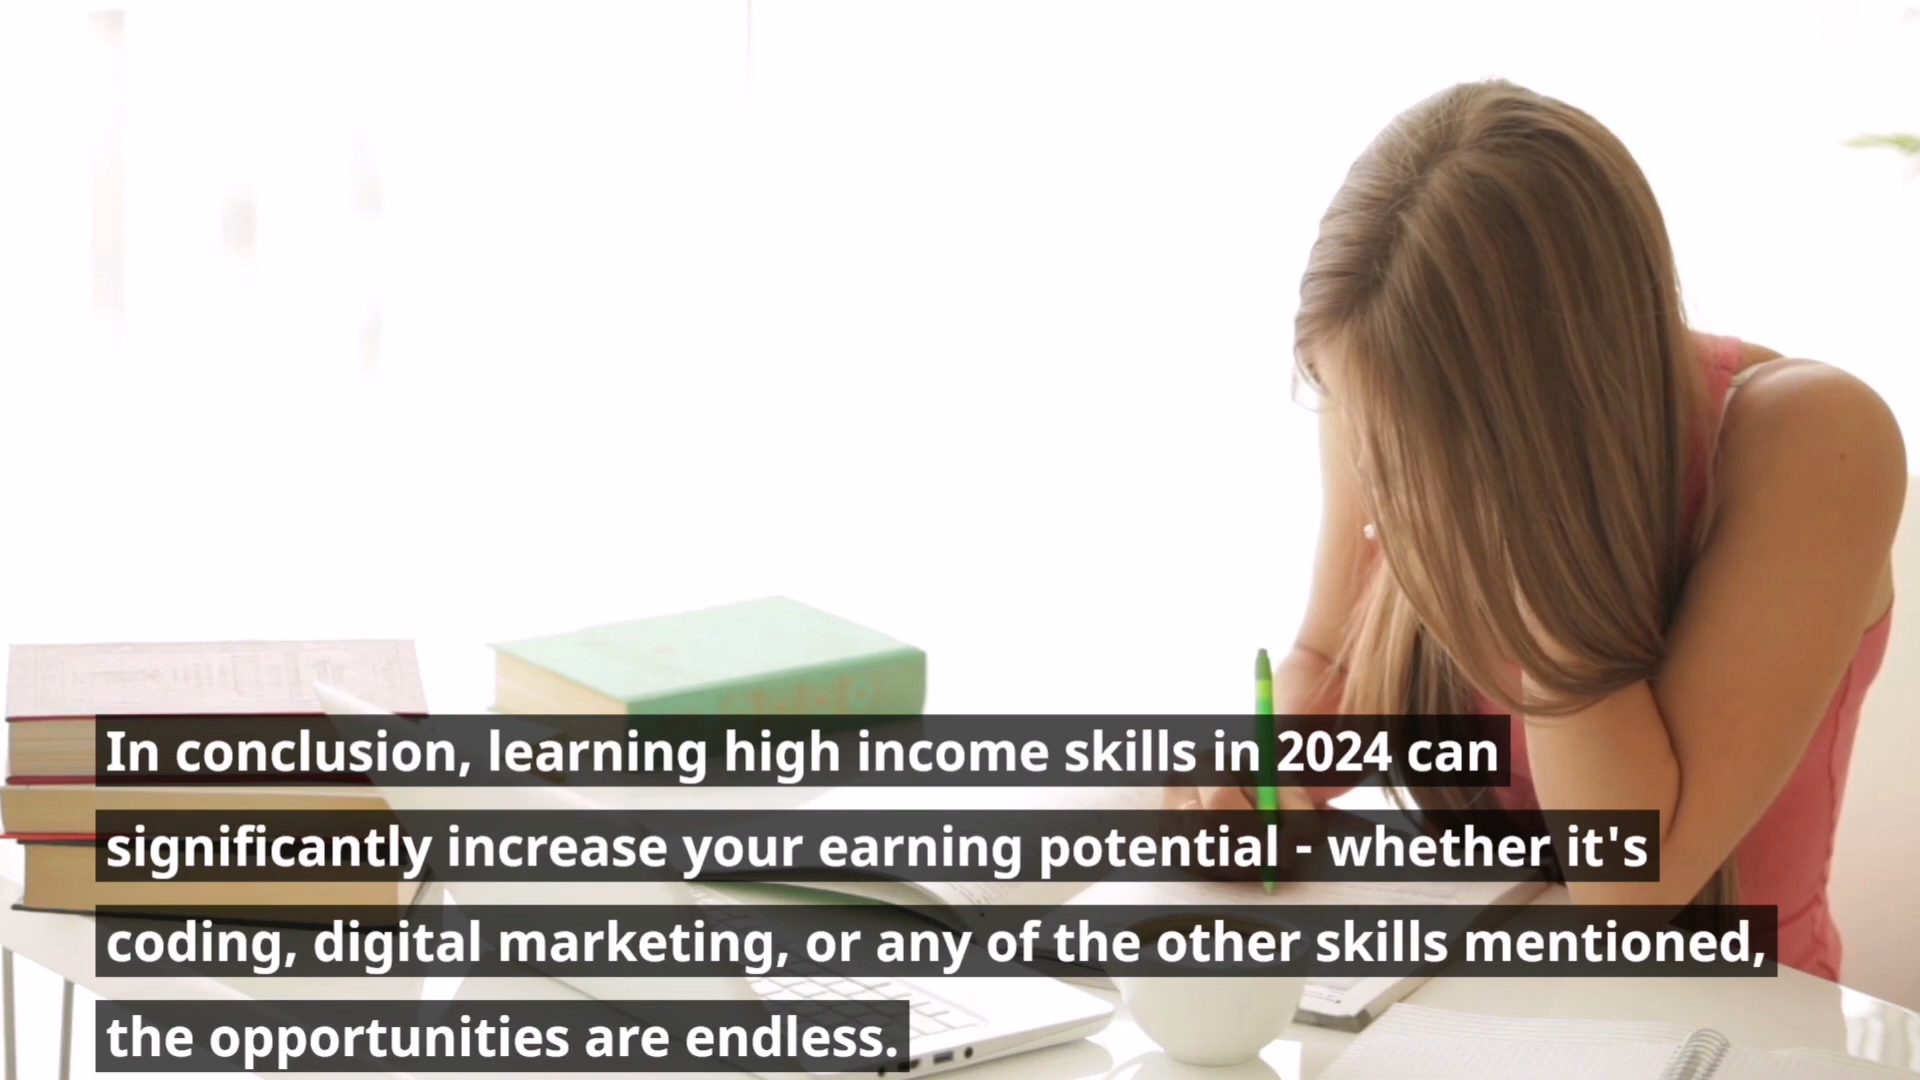 In conclusion, learning high income skills in 2024 can
significantly increase your earning potential - whether it's
coding, digital marketing, or any of the other skills mentioned,
the opportunities are endless.